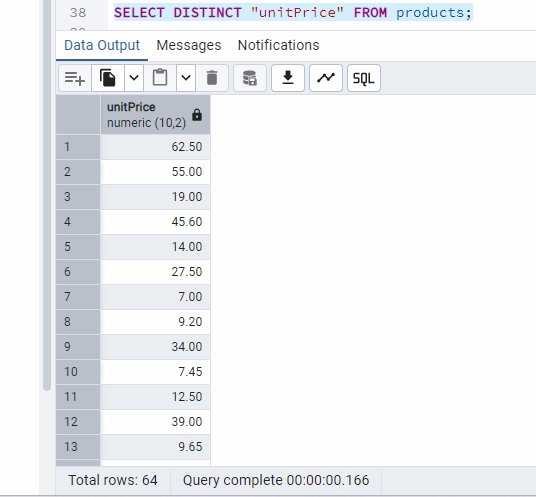 38 SELECT DISTINCT "unitPrice" FROM products;
Data Output Messages Notifications
SQL
unitPrice
numeric (10,2)
1 62.50
2 55.00
3 19.00
4 45.60
5 14.00
6 27.50
7 7.00
8 9.20
9 34.00
10 7.45
11 12.50
12 39.00
13 9.65
Total rows: 64 Query complete 00:00:00.166